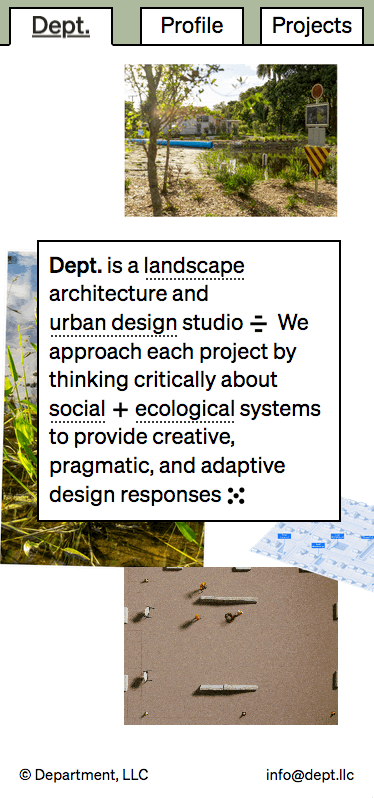 Dept.
Profile
Projects
Dept. is a landscape
architecture and
urban design studio ÷ We
approach each project by
thinking critically about
social + ecological systems
to provide creative,
pragmatic, and adaptive
design responses ⁙
© Department, LLC
info@dept.llc